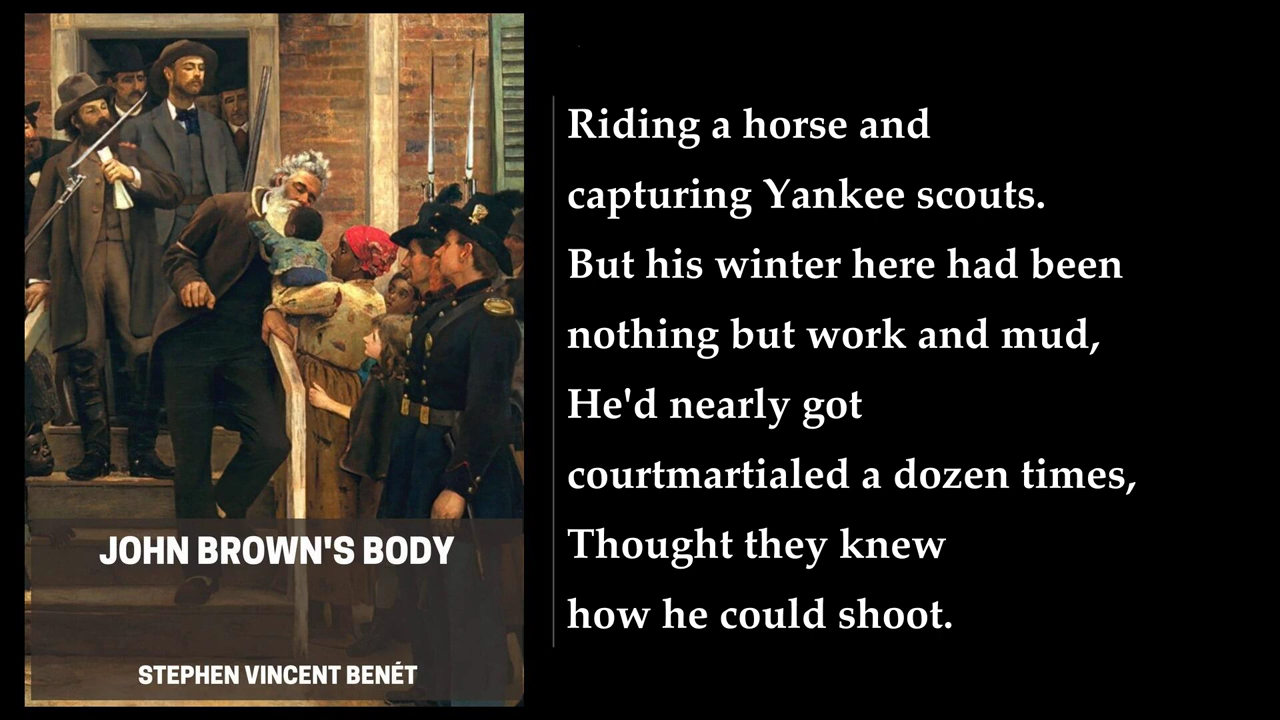 JOHN BROWN'S BODY
STEPHEN VINCENT BENÉT
Riding a horse and
capturing Yankee scouts.
But his winter here had been
nothing but work and mud,
He'd nearly got
courtmartialed a dozen times,
Thought they knew
how he could shoot.